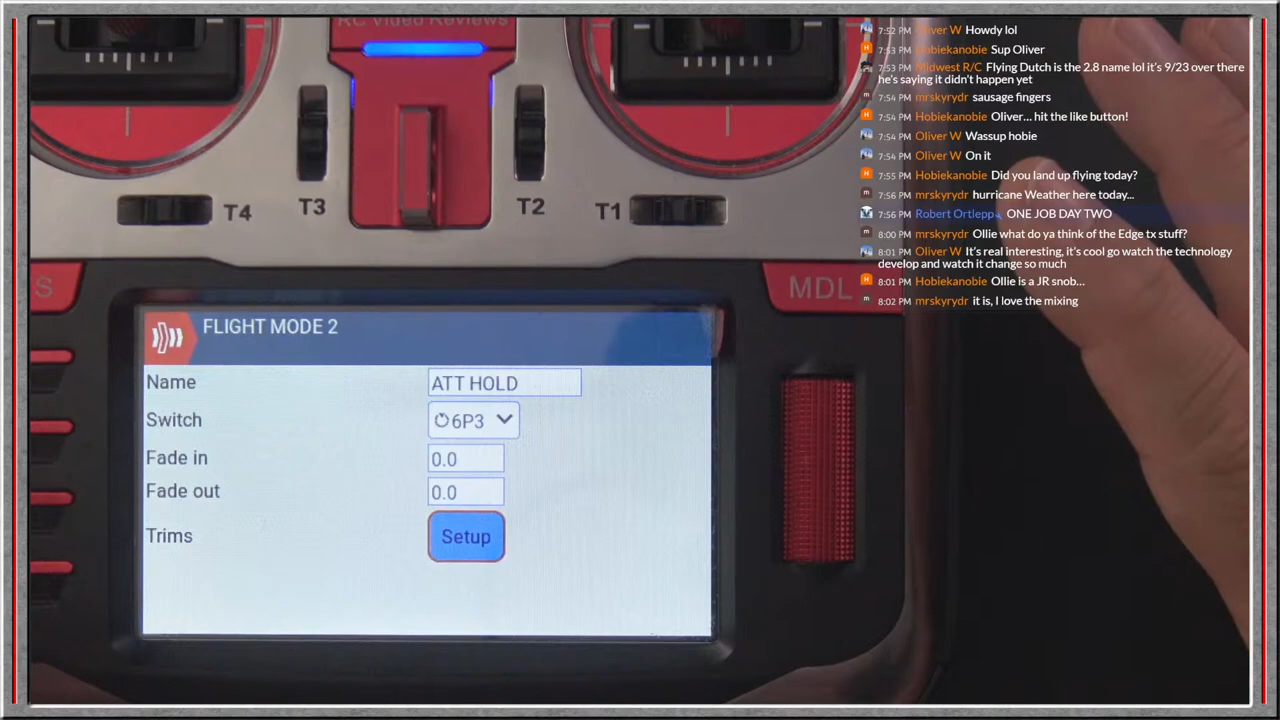 RC Video Reviews
T4
T3
T2
T1
S
MDL
FLIGHT MODE 2
Name
ATT HOLD
Switch
6P3
Fade in
0.0
Fade out
0.0
Trims
Setup
7:52 PM Oliver W Howdy lol
7:53 PM Hobiekanobie Sup Oliver
7:53 PM Midwest R/C Flying Dutch is the 2.8 name lol it's 9/23 over there
he's saying it didn't happen yet
7:54 PM mrskyrydr sausage fingers
7:54 PM Hobiekanobie Oliver... hit the like button!
7:54 PM Oliver W Wassup hobie
7:54 PM Oliver W On it
7:55 PM Hobiekanobie Did you land up flying today?
7:56 PM mrskyrydr hurricane Weather here today...
7:56 PM Robert Ortlepp ONE JOB DAY TWO
8:00 PM mrskyrydr Ollie what do ya think of the Edge tx stuff?
8:01 PM Oliver W It's real interesting, it's cool go watch the technology
develop and watch it change so much
8:01 PM Hobiekanobie Ollie is a JR snob...
8:02 PM mrskyrydr it is, I love the mixing